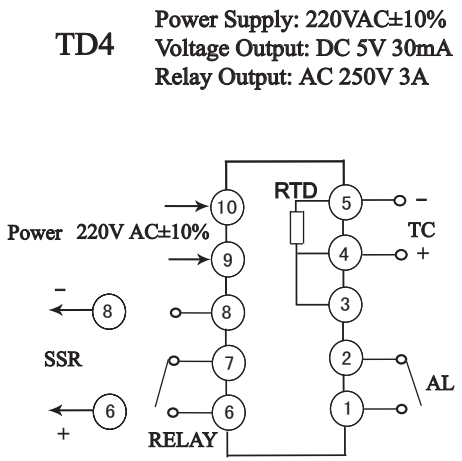 TD4
Power Supply: 220VAC±10%
Voltage Output: DC 5V 30mA
Relay Output: AC 250V 3A
RTD
10
5
−
Power 220V AC±10%
TC
9
4
+
−
8
8
3
SSR
7
2
AL
6
6
1
+
RELAY